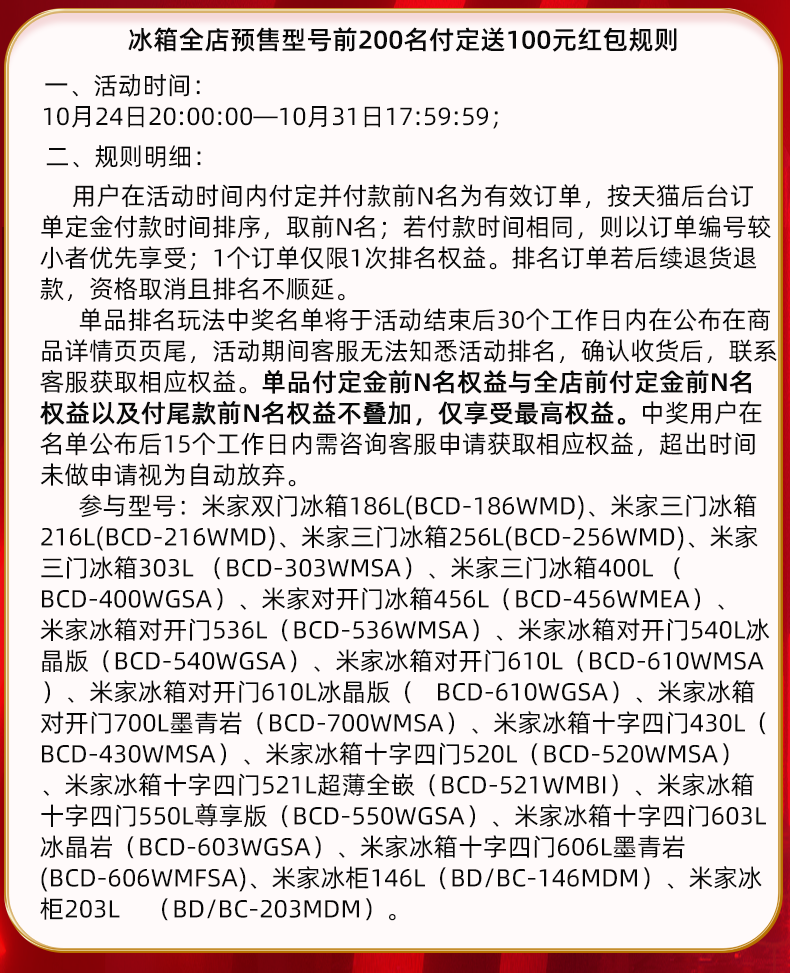 冰箱全店预售型号前200名付定送100元红包规则
一、活动时间：
10月24日20:00:00—10月31日17:59:59；
二、规则明细：
用户在活动时间内付定并付款前N名为有效订单，按天猫后台订
单定金付款时间排序，取前N名；若付款时间相同，则以订单编号较
小者优先享受；1个订单仅限1次排名权益。排名订单若后续退货退
款，资格取消且排名不顺延。
单品排名玩法中奖名单将于活动结束后30个工作日内在公布在商
品详情页页尾，活动期间客服无法知悉活动排名，确认收货后，联系
客服获取相应权益。单品付定金前N名权益与全店前付定金前N名
权益以及付尾款前N名权益不叠加，仅享受最高权益。中奖用户在
名单公布后15个工作日内需咨询客服申请获取相应权益，超出时间
未做申请视为自动放弃。
参与型号：米家双门冰箱186L(BCD-186WMD)、米家三门冰箱
216L(BCD-216WMD)、米家三门冰箱256L(BCD-256WMD)、米家
三门冰箱303L （BCD-303WMSA）、米家三门冰箱400L （
BCD-400WGSA）、米家对开门冰箱456L（BCD-456WMEA）、
米家冰箱对开门536L（BCD-536WMSA）、米家冰箱对开门540L冰
晶版（BCD-540WGSA）、米家冰箱对开门610L（BCD-610WMSA
）、米家冰箱对开门610L冰晶版（ BCD-610WGSA）、米家冰箱
对开门700L墨青岩（BCD-700WMSA）、米家冰箱十字四门430L（
BCD-430WMSA）、米家冰箱十字四门520L（BCD-520WMSA）
、米家冰箱十字四门521L超薄全嵌（BCD-521WMBI）、米家冰箱
十字四门550L尊享版（BCD-550WGSA）、米家冰箱十字四门603L
冰晶岩（BCD-603WGSA）、米家冰箱十字四门606L墨青岩
(BCD-606WMFSA)、米家冰柜146L（BD/BC-146MDM）、米家冰
柜203L （BD/BC-203MDM）。